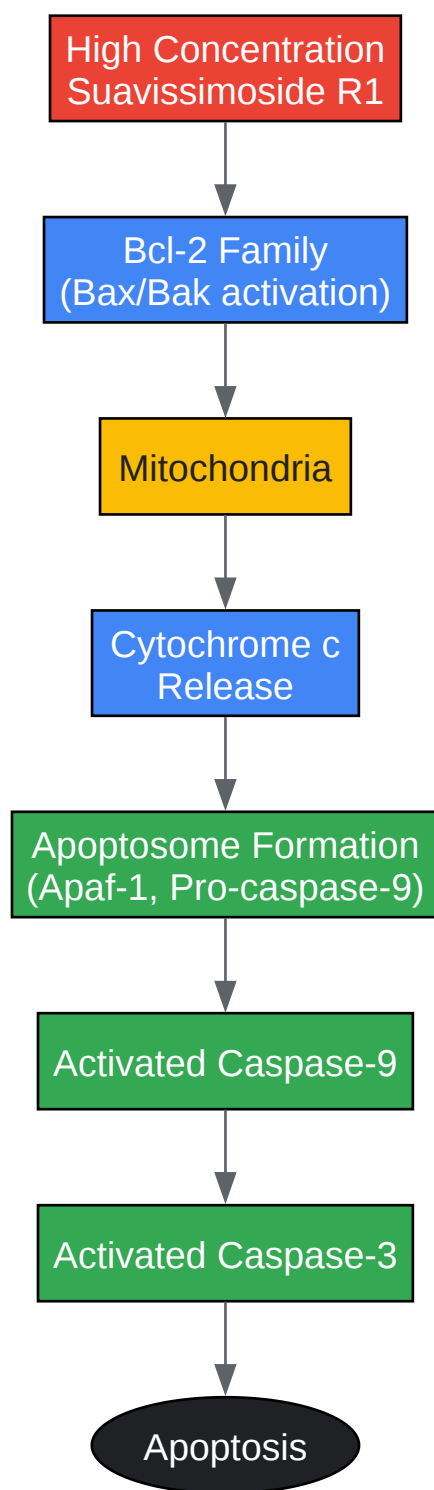 High Concentration
Suavissimoside R1
Bcl-2 Family
(Bax/Bak activation)
Mitochondria
Cytochrome c
Release
Apoptosome Formation
(Apaf-1, Pro-caspase-9)
Activated Caspase-9
Activated Caspase-3
Apoptosis